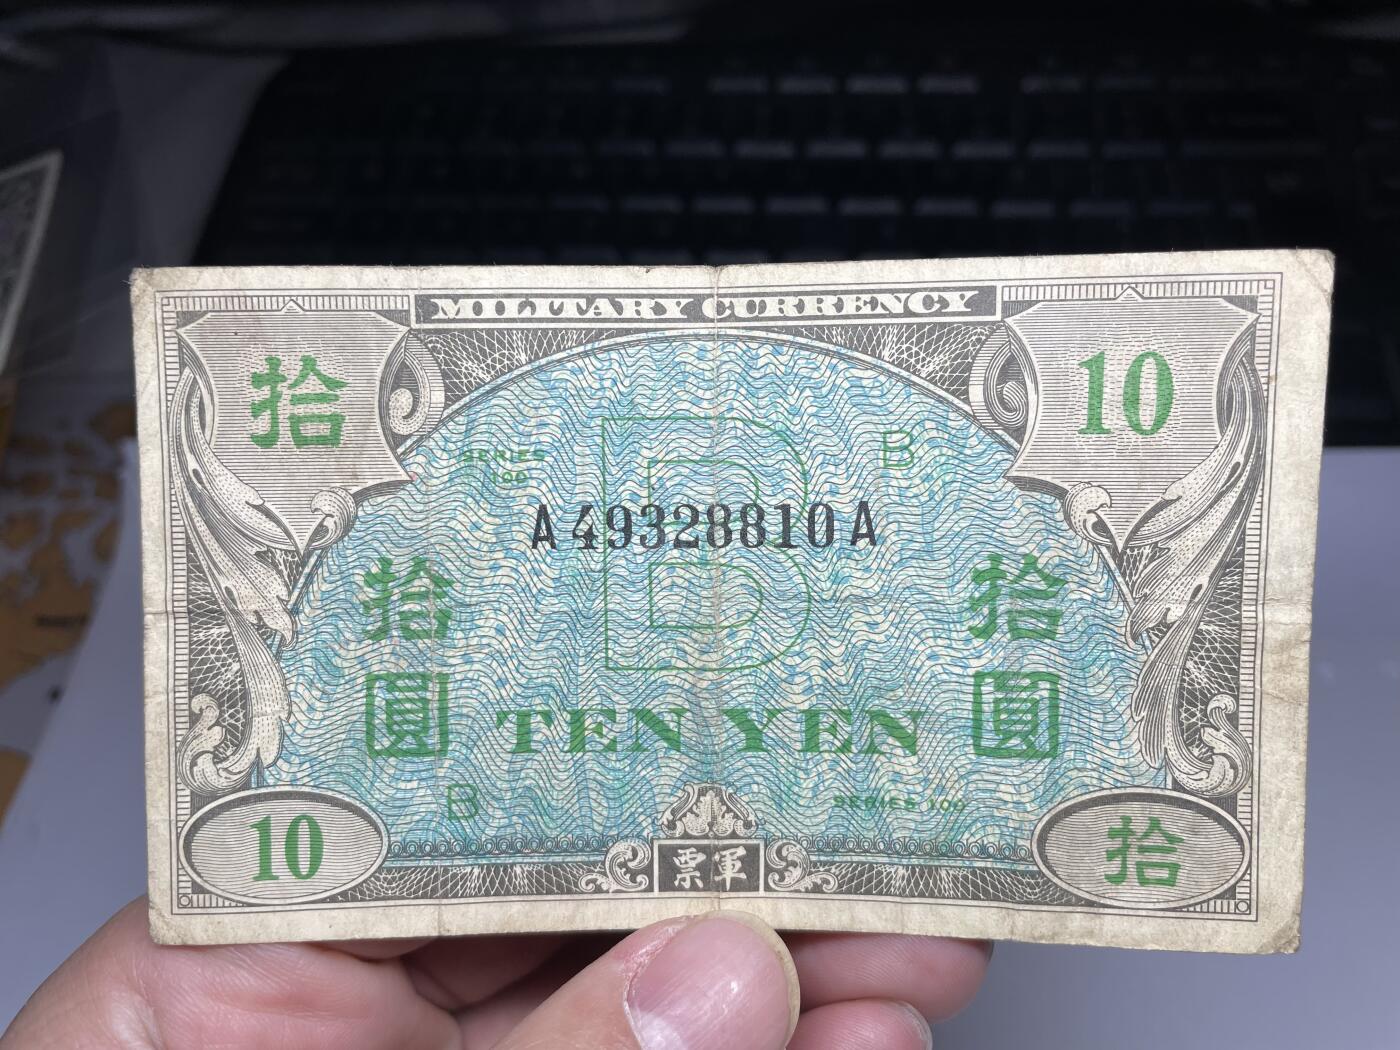 MILITARY CURRENCY
拾
10
SERIES
100
B
B
A49328810A
拾圓
拾圓
TEN YEN
B
SERIES 100
10
票軍
拾